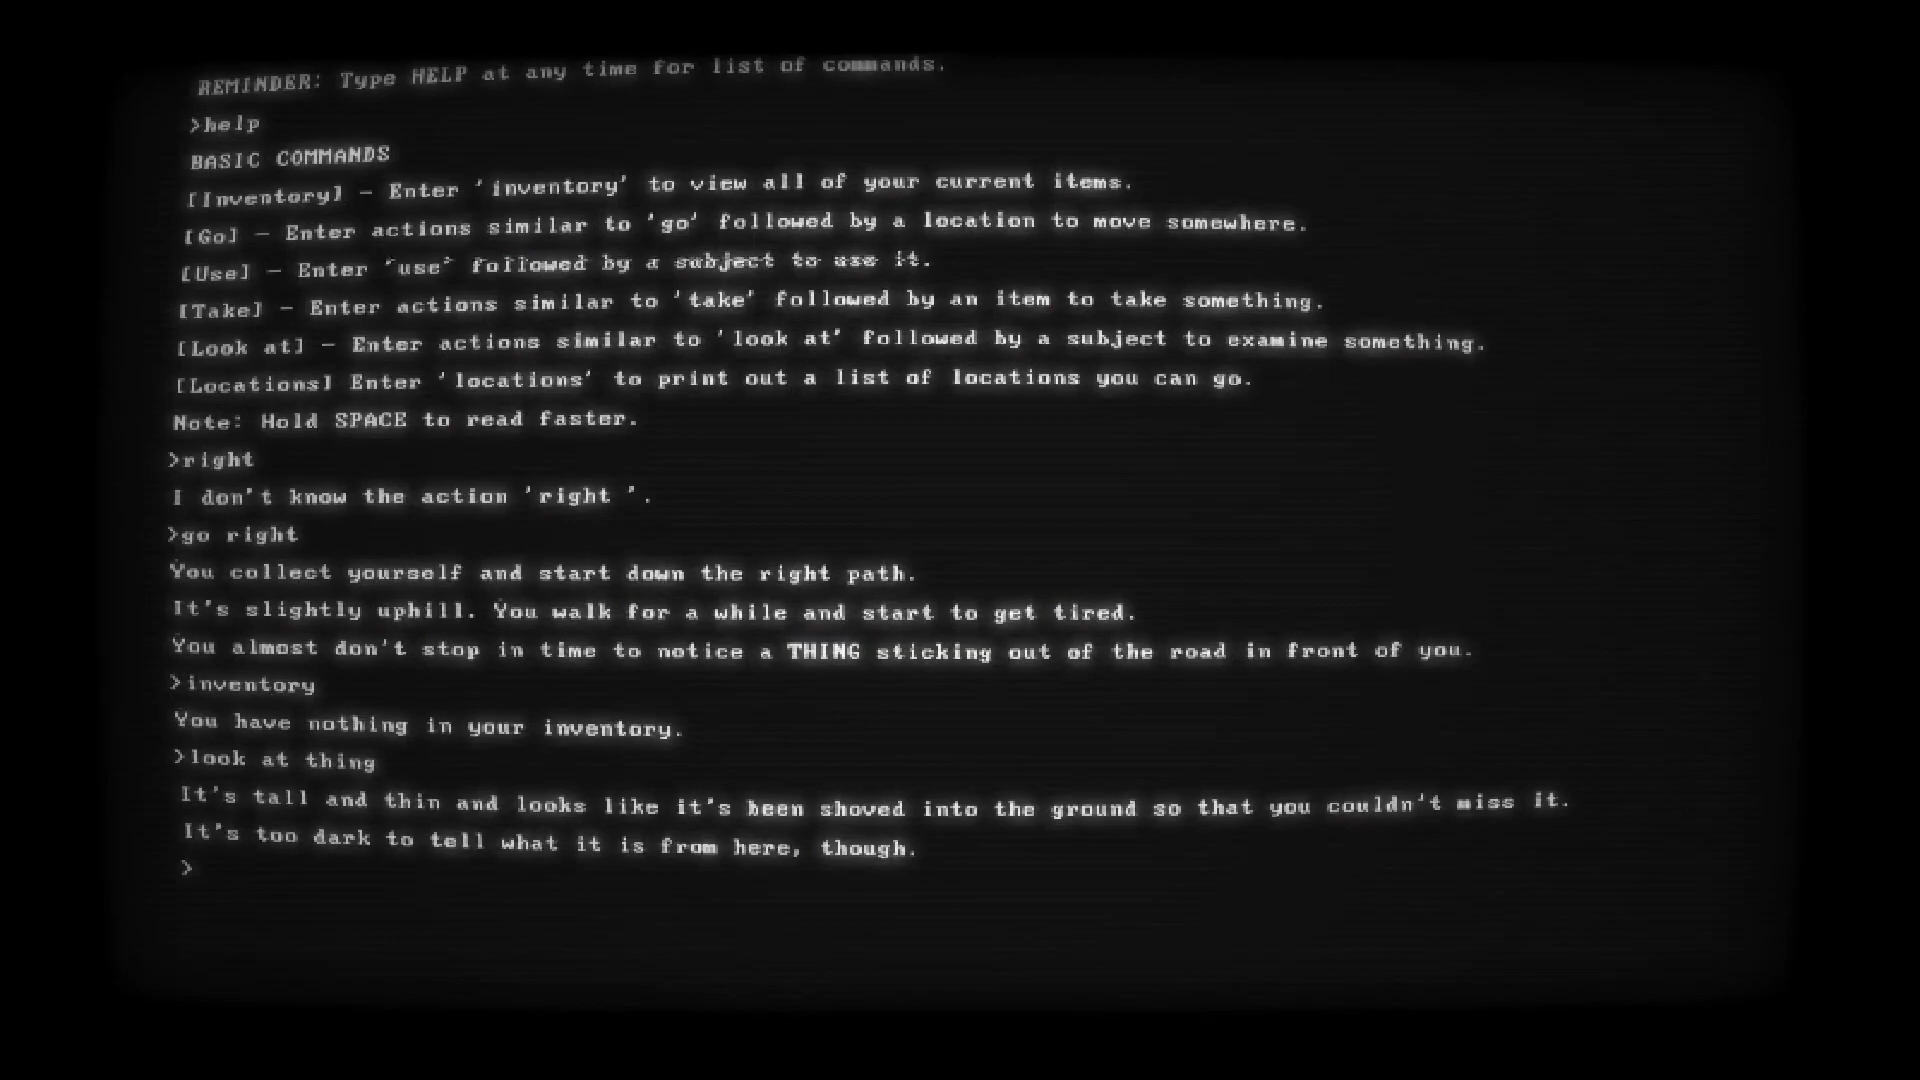 REMINDER: Type HELP at any time for list of commands.
>help
BASIC COMMANDS
[Inventory] - Enter 'inventory' to view all of your current items.
[Go] - Enter actions similar to 'go' followed by a location to move somewhere.
[Use] - Enter 'use' followed by a subject to use it.
[Take] - Enter actions similar to 'take' followed by an item to take something.
[Look at] - Enter actions similar to 'look at' followed by a subject to examine something.
[Locations] Enter 'locations' to print out a list of locations you can go.
Note: Hold SPACE to read faster.
>right
I don't know the action 'right '.
>go right
You collect yourself and start down the right path.
It's slightly uphill. You walk for a while and start to get tired.
You almost don't stop in time to notice a THING sticking out of the road in front of you.
>inventory
You have nothing in your inventory.
>look at thing
It's tall and thin and looks like it's been shoved into the ground so that you couldn't miss it.
It's too dark to tell what it is from here, though.
>